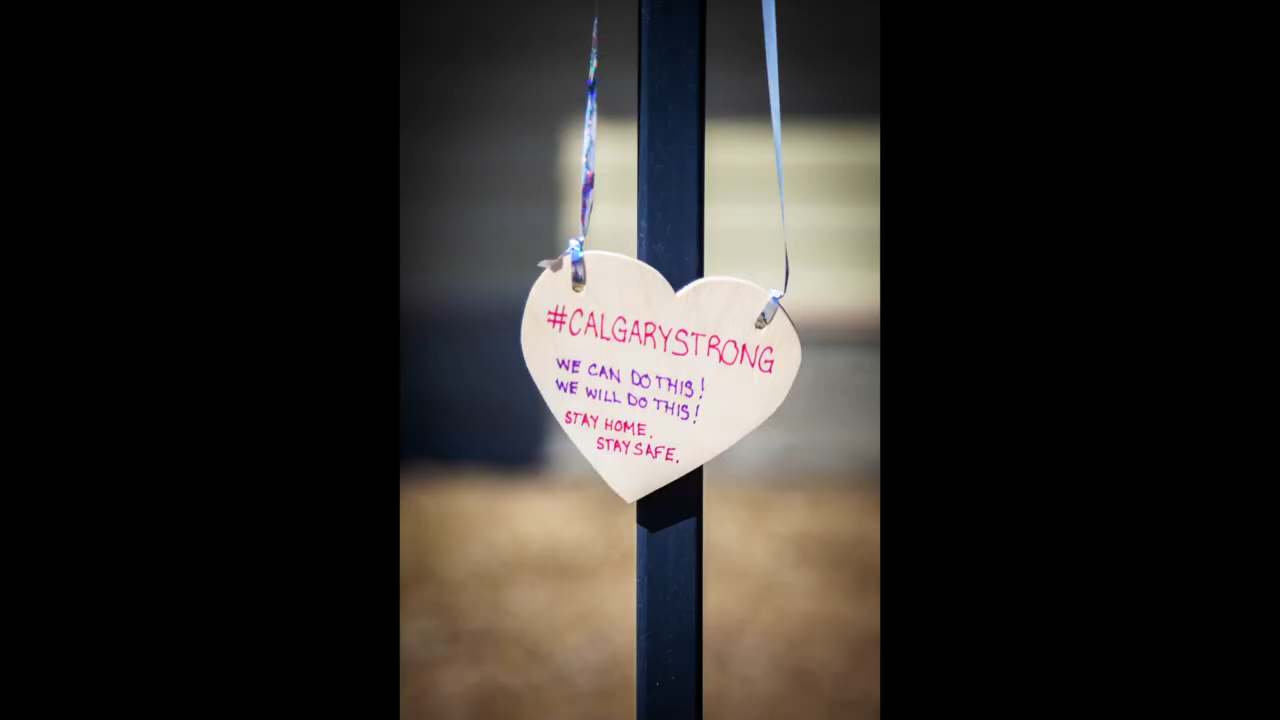 #CALGARYSTRONG
WE CAN DO THIS!
WE WILL DO THIS!
STAY HOME.
STAY SAFE.